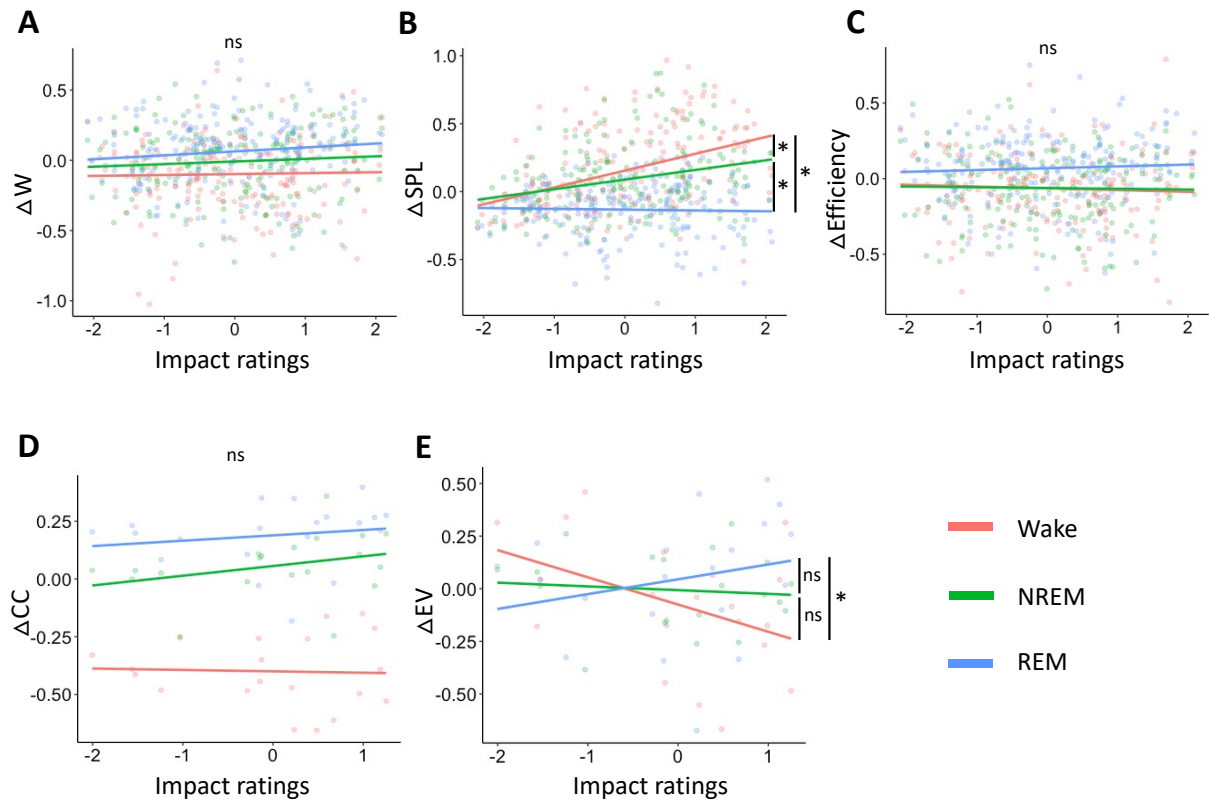 A
ns
ΔW
0.5
0.0
-0.5
-1.0
-2 -1 0 1 2
Impact ratings
B
ΔSPL
1.0
0.5
0.0
-0.5
*
*
*
-2 -1 0 1 2
Impact ratings
C
ns
ΔEfficiency
0.5
0.0
-0.5
-2 -1 0 1 2
Impact ratings
D
ns
ΔCC
0.25
0.00
-0.25
-0.50
-2 -1 0 1
Impact ratings
E
ΔEV
0.50
0.25
0.00
-0.25
-0.50
ns
ns
*
-2 -1 0 1
Impact ratings
Wake
NREM
REM